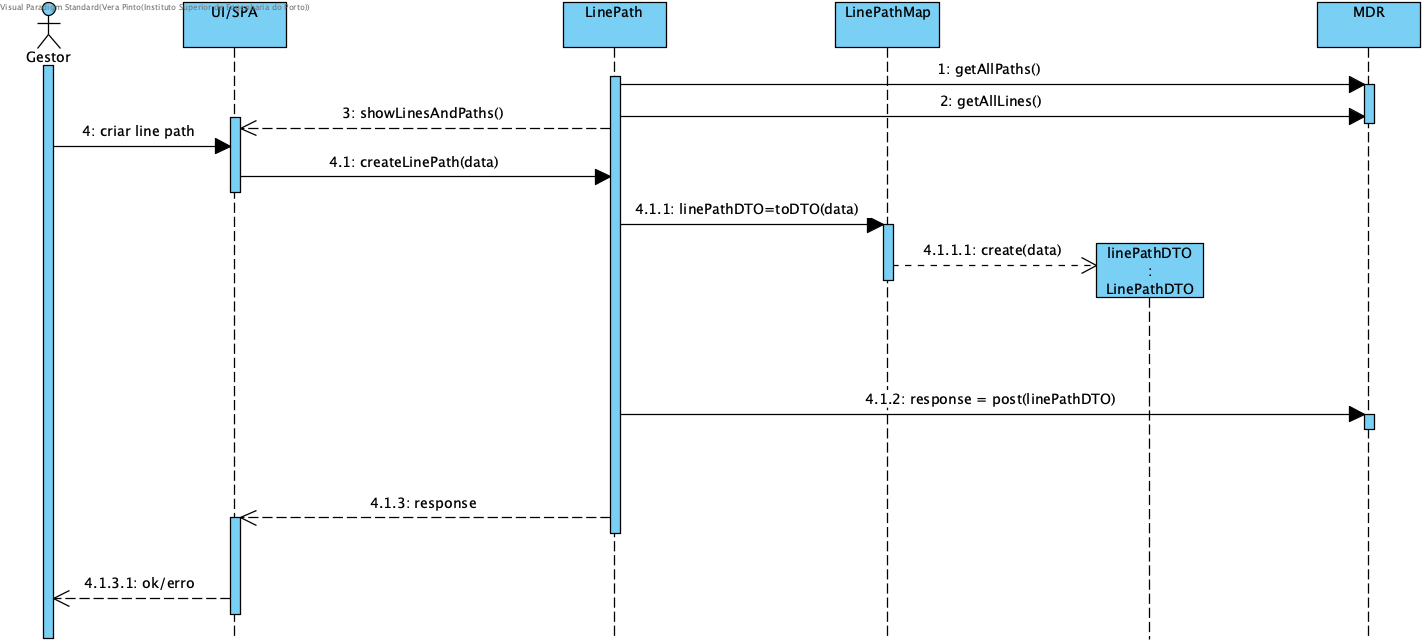 Visual Paradigm Standard(Vera Pinto(Instituto Superior de Engenharia do Porto))
UI/SPA
LinePath
LinePathMap
MDR
Gestor
1: getAllPaths()
2: getAllLines()
3: showLinesAndPaths()
4: criar line path
4.1: createLinePath(data)
4.1.1: linePathDTO=toDTO(data)
4.1.1.1: create(data)
linePathDTO
:
LinePathDTO
4.1.2: response = post(linePathDTO)
4.1.3: response
4.1.3.1: ok/erro